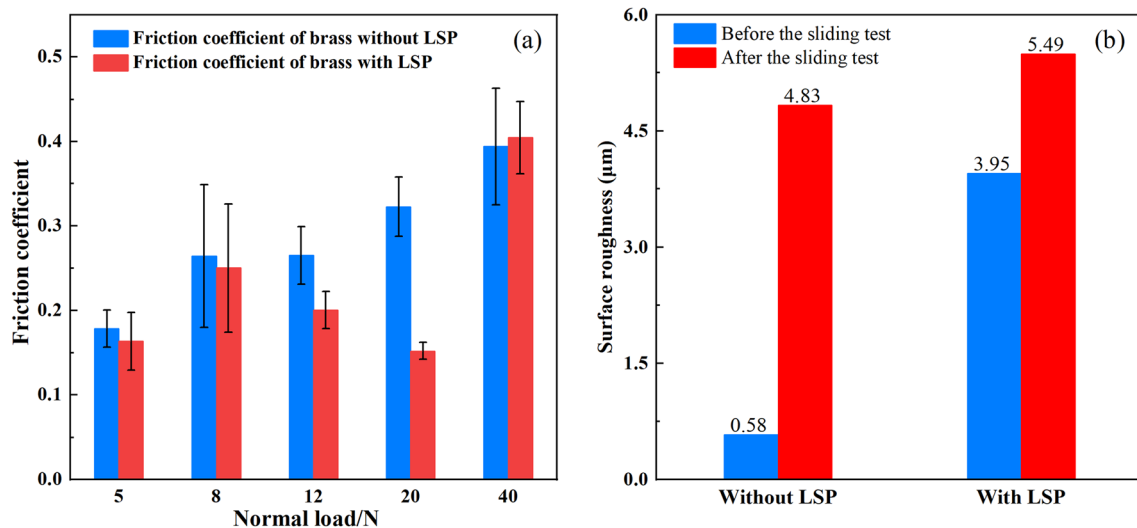 Friction coefficient of brass without LSP
Friction coefficient of brass with LSP
(a)
0.5
0.4
0.3
0.2
0.1
0.0
Friction coefficient
5 8 12 20 40
Normal load/N
Before the sliding test
After the sliding test
(b)
6.0
4.5
3.0
1.5
0.0
Surface roughness (μm)
0.58
4.83
3.95
5.49
Without LSP With LSP